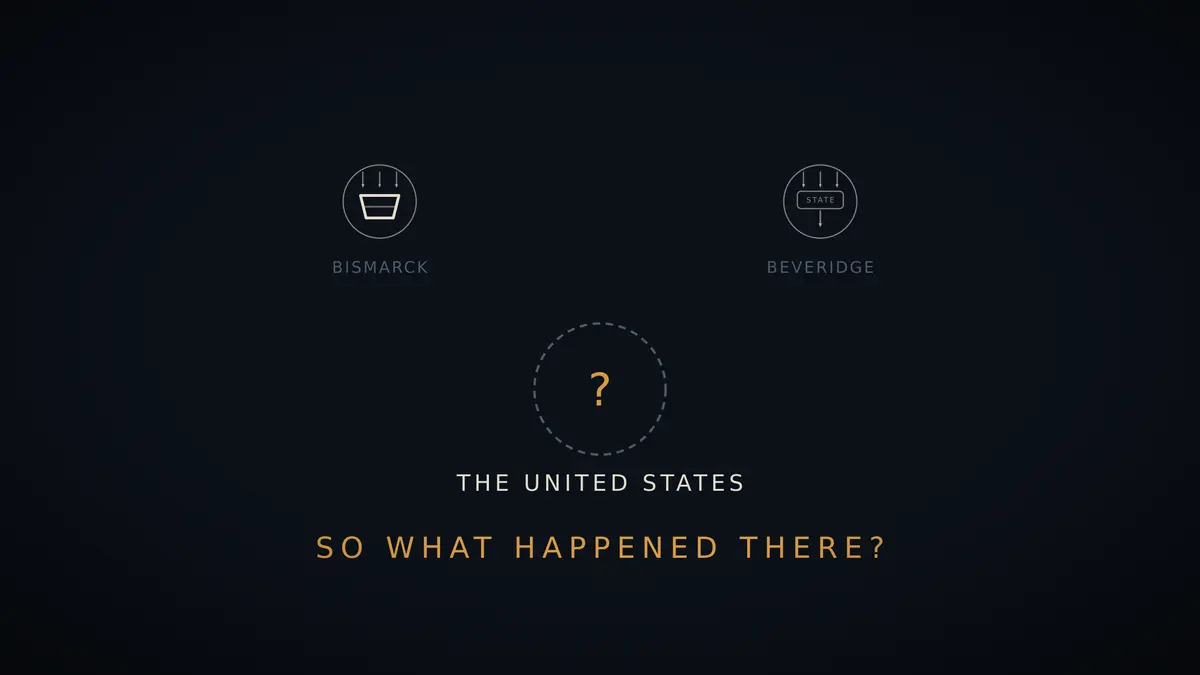 STATE
BISMARCK
BEVERIDGE
?
THE UNITED STATES
SO WHAT HAPPENED THERE?